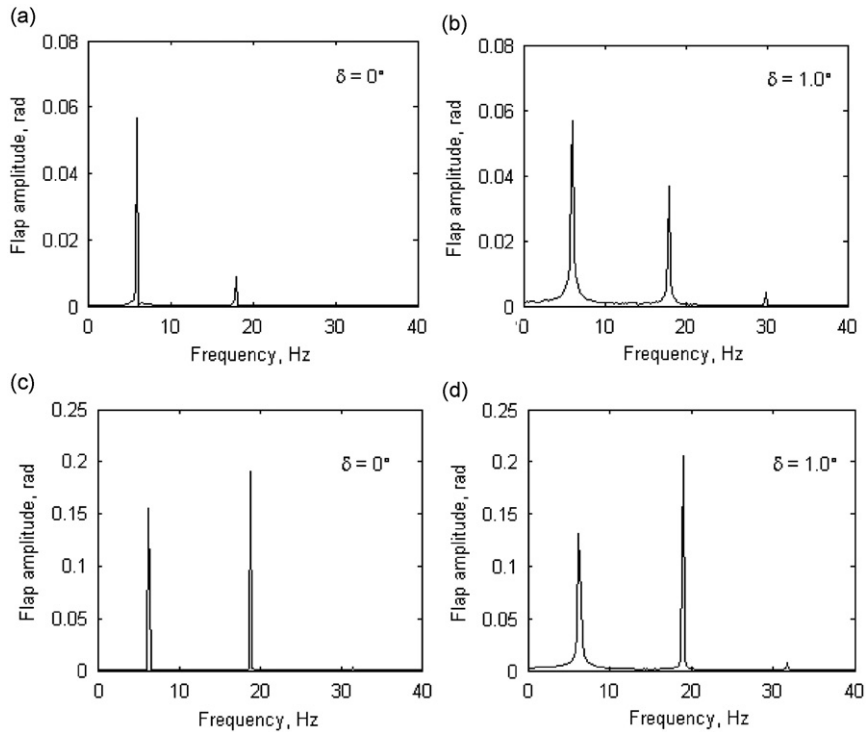 (a)
0.08
0.06
0.04
0.02
0
δ = 0°
Flap amplitude, rad
0 10 20 30 40
Frequency, Hz
(b)
0.08
0.06
0.04
0.02
0
δ = 1.0°
Flap amplitude, rad
0 10 20 30 40
Frequency, Hz
(c)
0.25
0.2
0.15
0.1
0.05
0
δ = 0°
Flap amplitude, rad
0 10 20 30 40
Frequency, Hz
(d)
0.25
0.2
0.15
0.1
0.05
0
δ = 1.0°
Flap amplitude, rad
0 10 20 30 40
Frequency, Hz